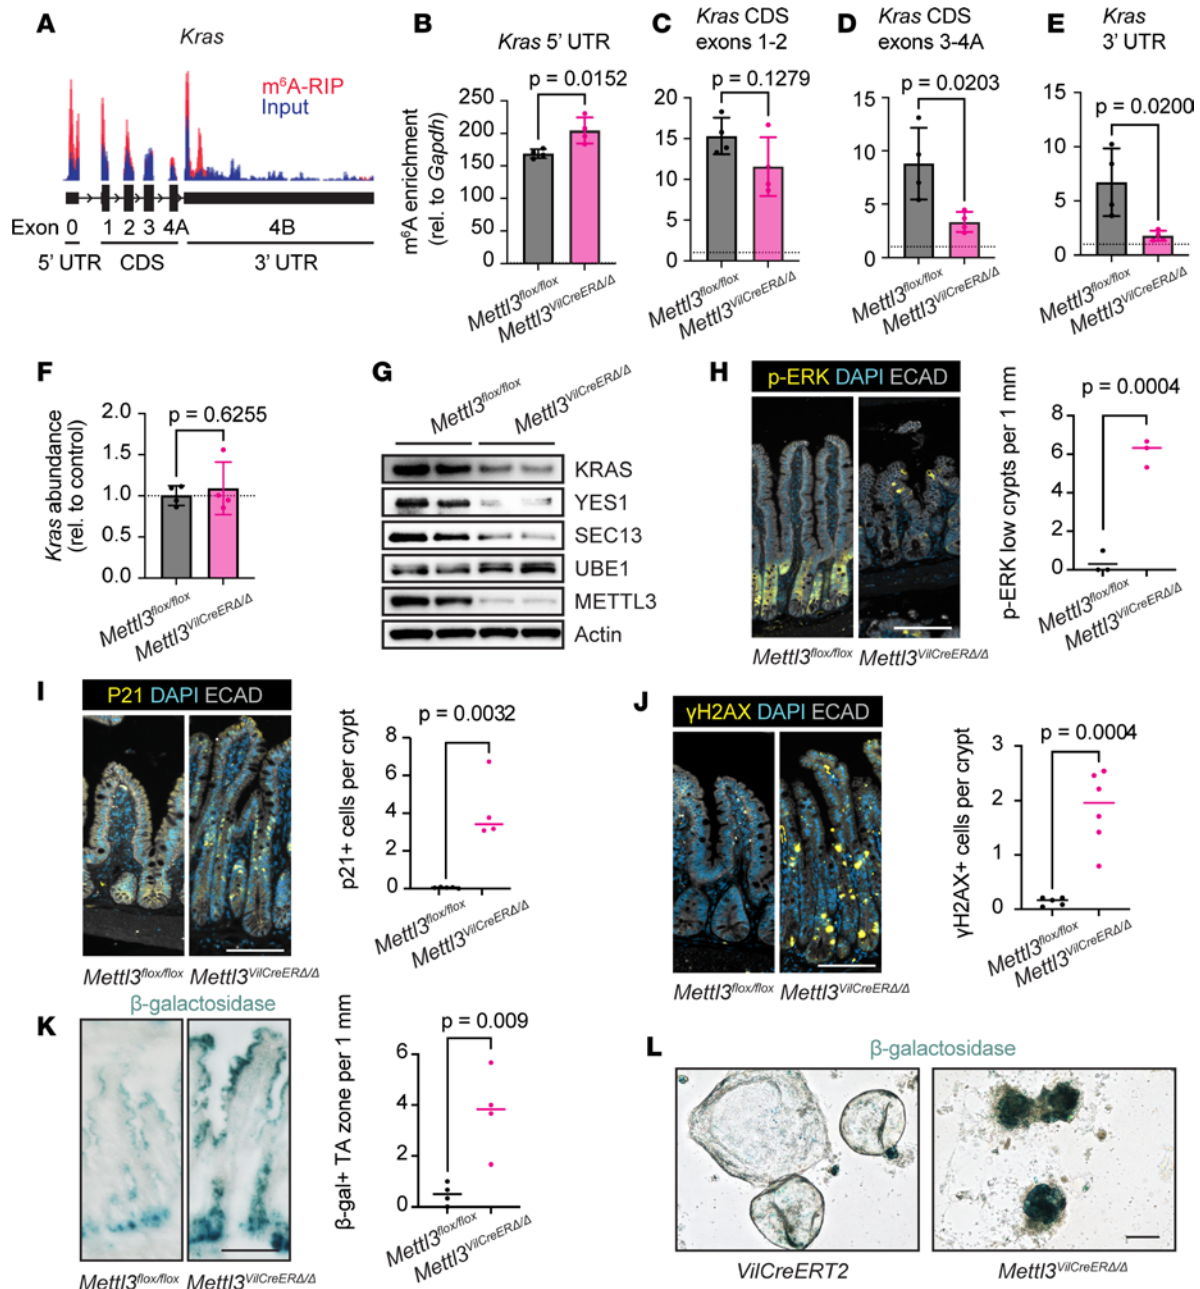 A
Kras
m⁶A-RIP
Input
Exon 0 1 2 3 4A 4B
5' UTR CDS 3' UTR
B
Kras 5' UTR
p = 0.0152
m⁶A enrichment
(rel. to Gapdh)
250
200
150
100
50
0
Mettl3flox/flox
Mettl3VilCreERΔ/Δ
C
Kras CDS
exons 1-2
p = 0.1279
20
15
10
5
0
Mettl3flox/flox
Mettl3VilCreERΔ/Δ
D
Kras CDS
exons 3-4A
p = 0.0203
15
10
5
0
Mettl3flox/flox
Mettl3VilCreERΔ/Δ
E
Kras
3' UTR
p = 0.0200
15
10
5
0
Mettl3flox/flox
Mettl3VilCreERΔ/Δ
F
p = 0.6255
Kras abundance
(rel. to control)
2.0
1.5
1.0
0.5
0.0
Mettl3flox/flox
Mettl3VilCreERΔ/Δ
G
Mettl3flox/flox
Mettl3VilCreERΔ/Δ
KRAS
YES1
SEC13
UBE1
METTL3
Actin
H
p-ERK DAPI ECAD
Mettl3flox/flox Mettl3VilCreERΔ/Δ
p = 0.0004
p-ERK low crypts per 1 mm
8
6
4
2
0
Mettl3flox/flox
Mettl3VilCreERΔ/Δ
I
P21 DAPI ECAD
Mettl3flox/flox Mettl3VilCreERΔ/Δ
p = 0.0032
p21+ cells per crypt
8
6
4
2
0
Mettl3flox/flox
Mettl3VilCreERΔ/Δ
J
γH2AX DAPI ECAD
Mettl3flox/flox Mettl3VilCreERΔ/Δ
p = 0.0004
γH2AX+ cells per crypt
3
2
1
0
Mettl3flox/flox
Mettl3VilCreERΔ/Δ
K
β-galactosidase
Mettl3flox/flox Mettl3VilCreERΔ/Δ
p = 0.009
β-gal+ TA zone per 1 mm
6
4
2
0
Mettl3flox/flox
Mettl3VilCreERΔ/Δ
L
β-galactosidase
VilCreERT2 Mettl3VilCreERΔ/Δ